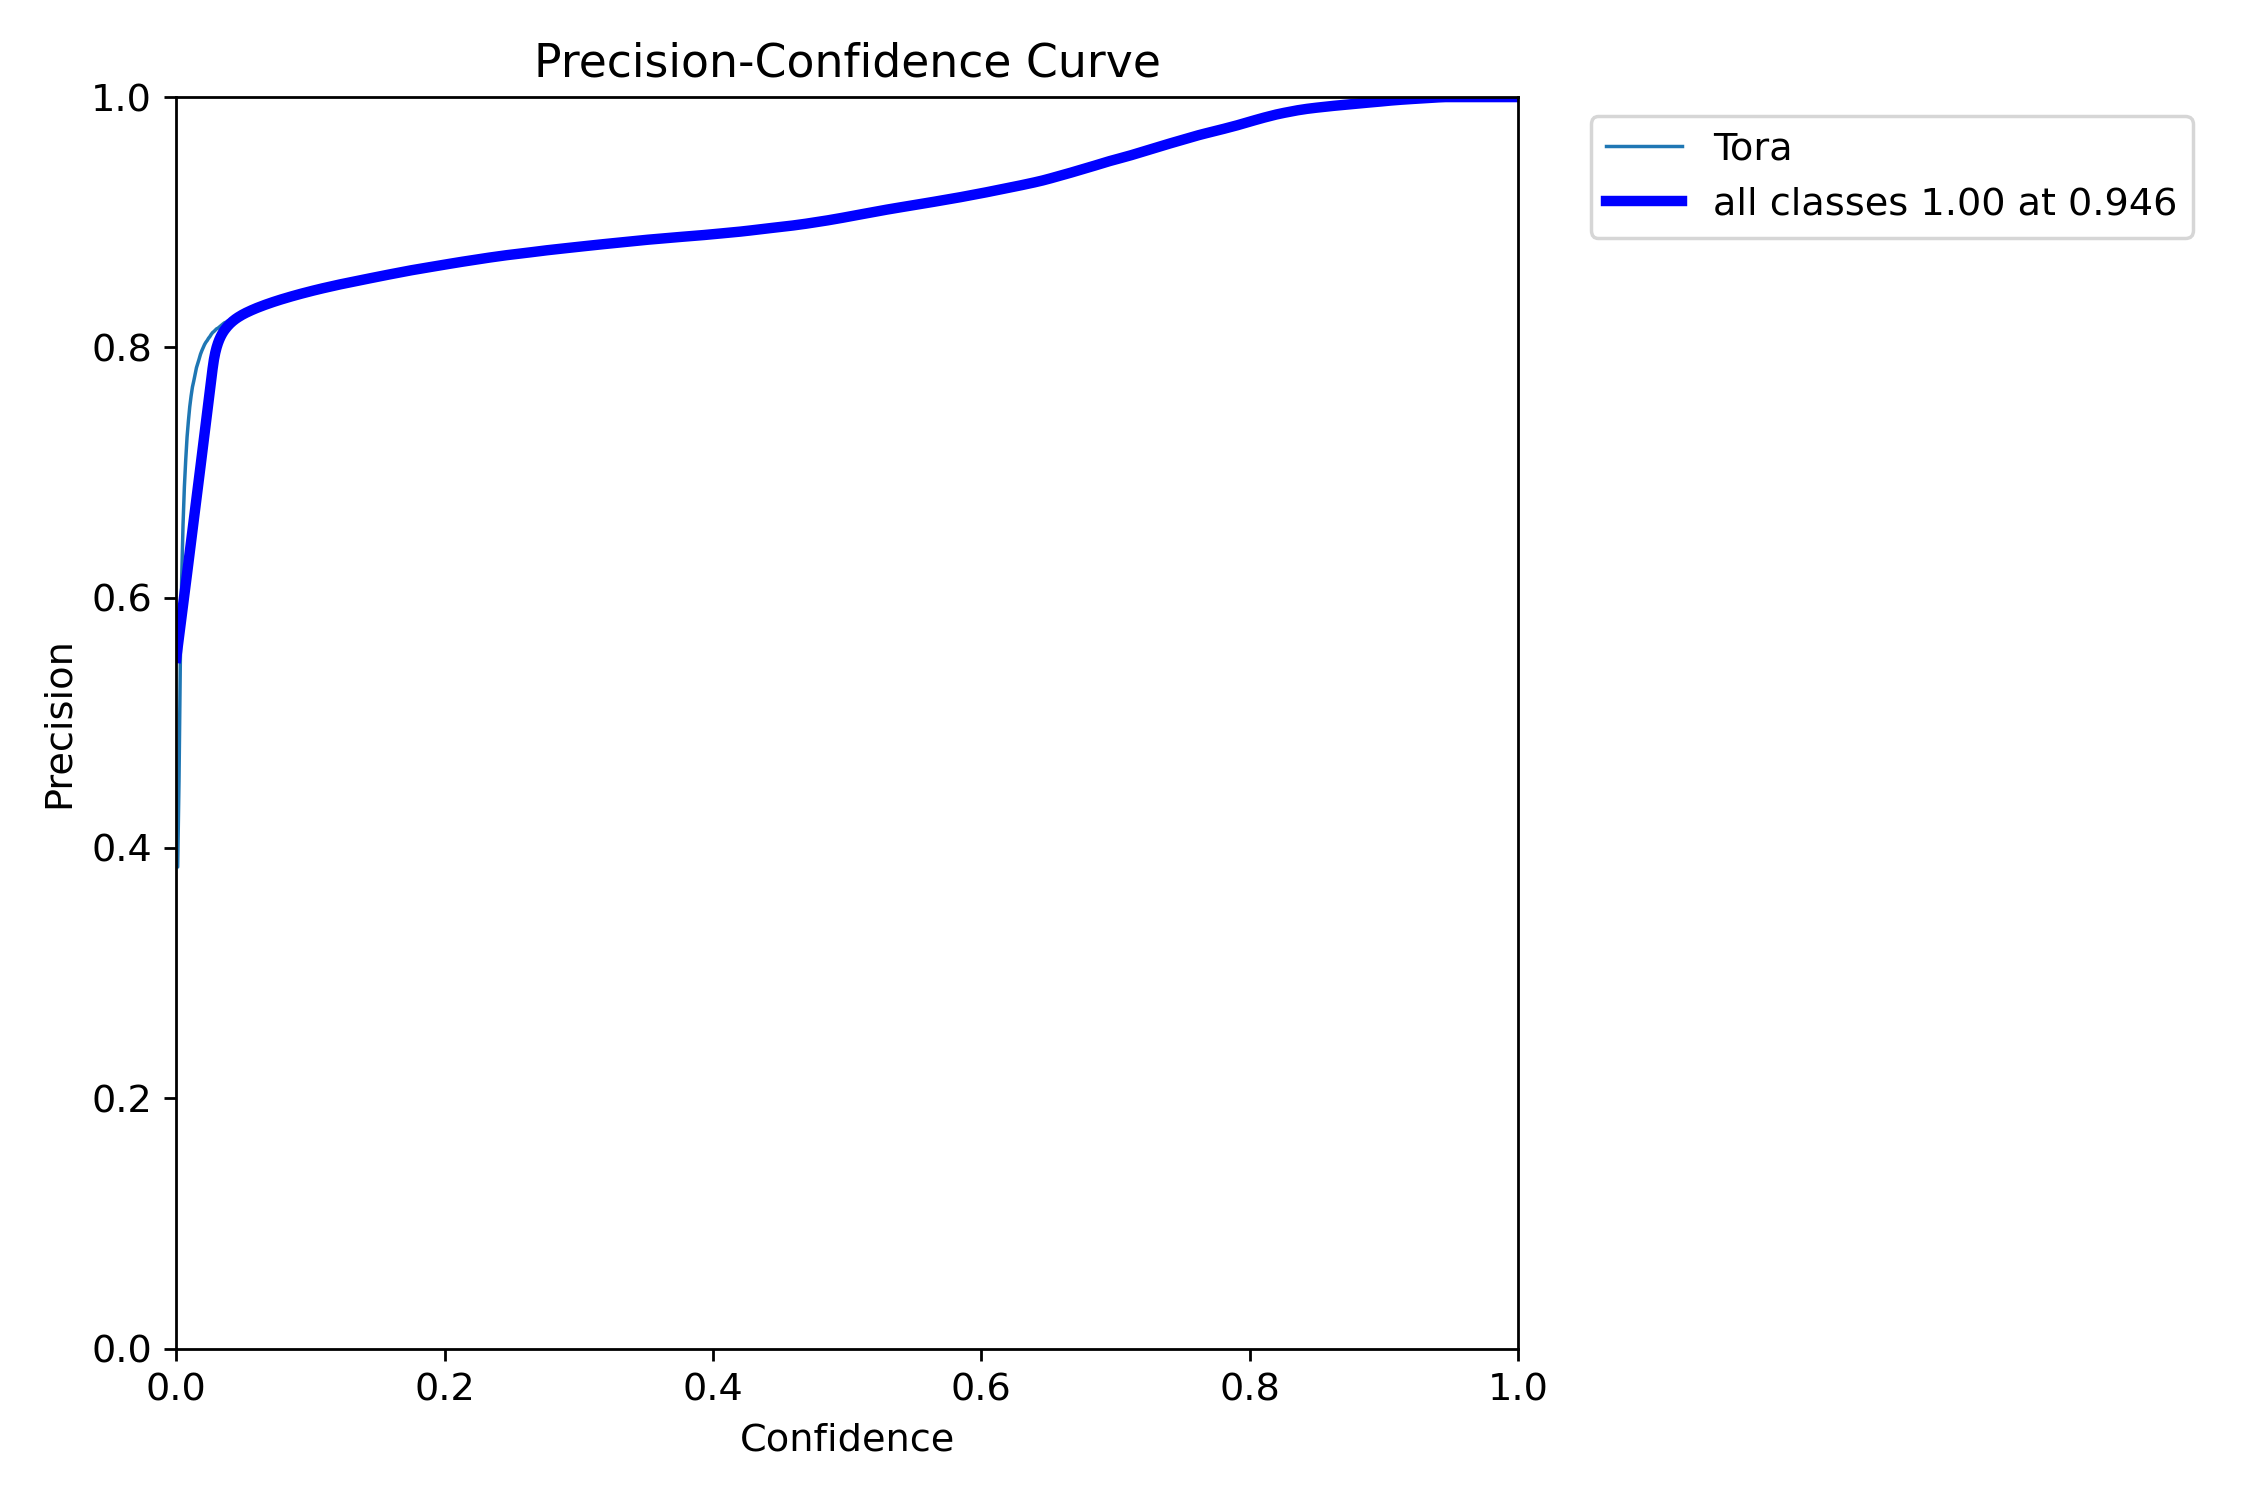 Precision-Confidence Curve
Tora
all classes 1.00 at 0.946
1.0
0.8
0.6
0.4
0.2
0.0
Precision
0.0 0.2 0.4 0.6 0.8 1.0
Confidence